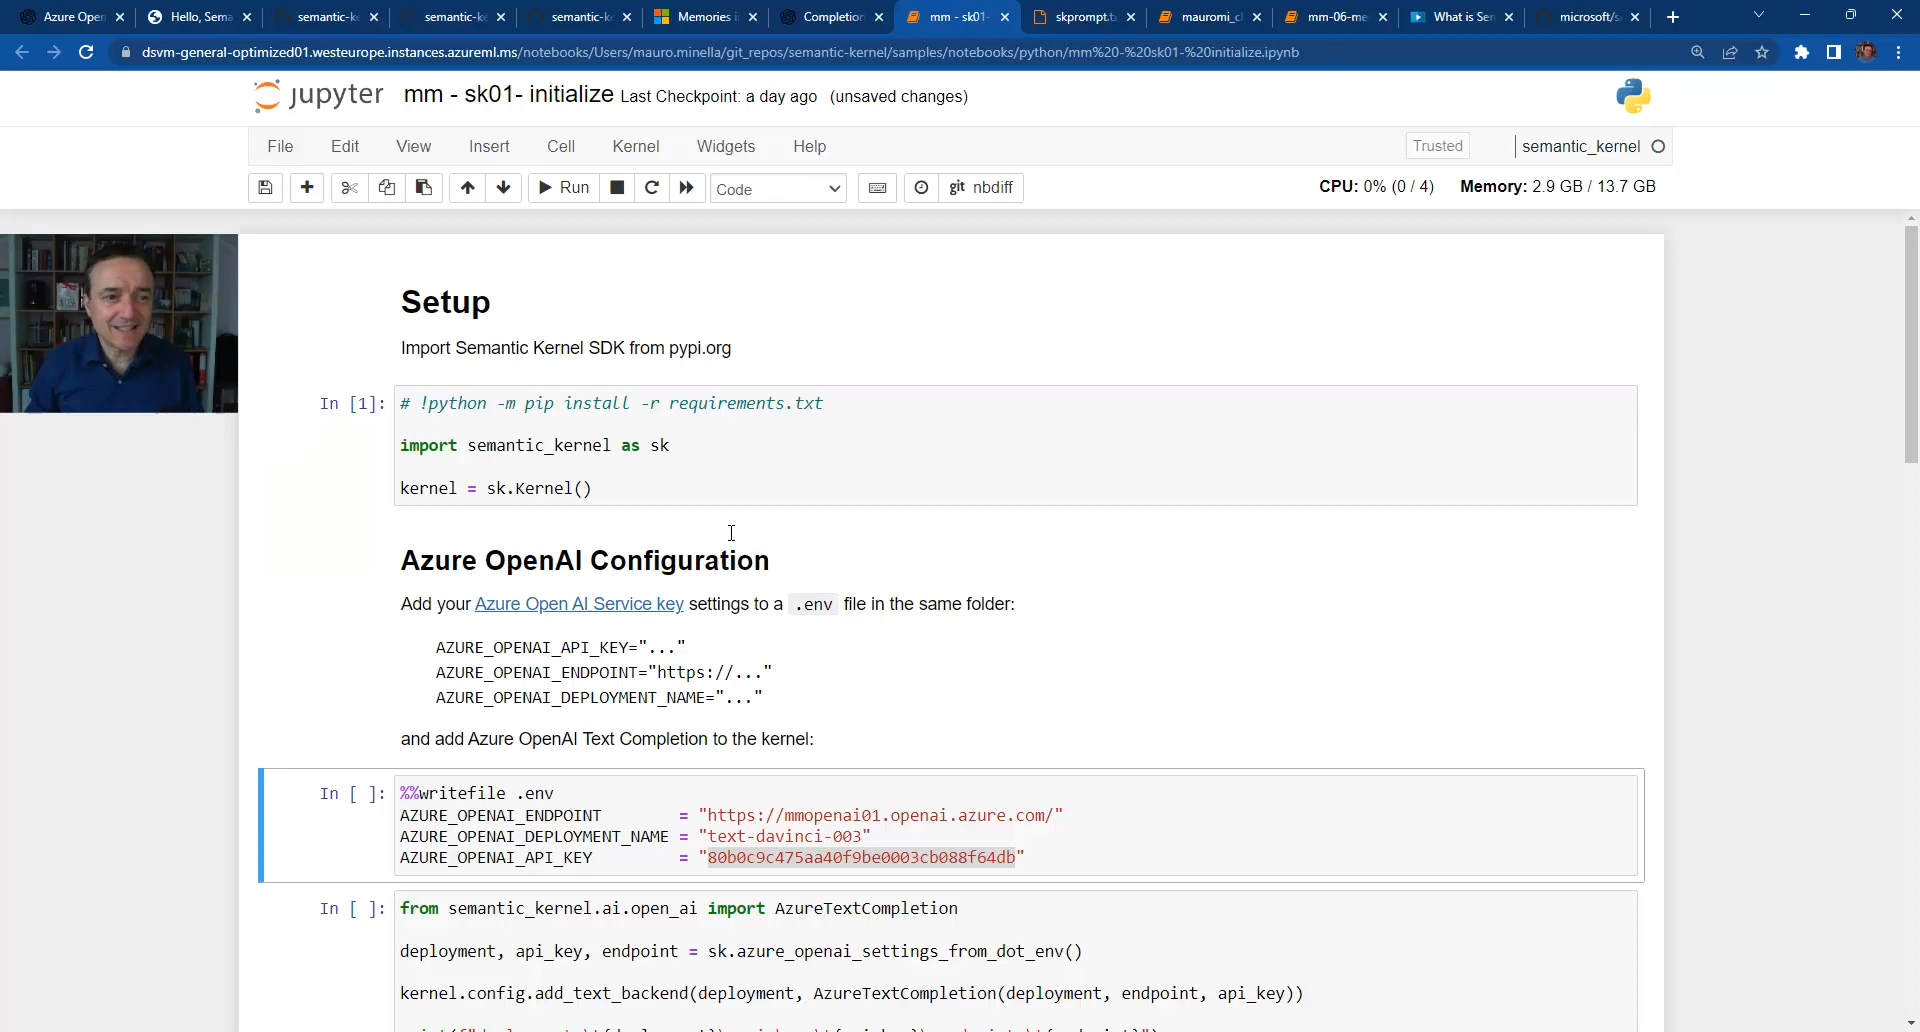 Azure Open
Hello, Sema
semantic-ke
semantic-ke
semantic-ke
Memories i
Completion
mm - sk01-
skprompt.t
mauromi_cl
mm-06-me
What is Sen
microsoft/s
dsvm-general-optimized01.westeurope.instances.azureml.ms/notebooks/Users/mauro.minella/git_repos/semantic-kernel/samples/notebooks/python/mm%20-%20sk01-%20initialize.ipynb
jupyter mm - sk01- initialize Last Checkpoint: a day ago (unsaved changes)
File Edit View Insert Cell Kernel Widgets Help Trusted semantic_kernel
Run Code git nbdiff CPU: 0% (0 / 4) Memory: 2.9 GB / 13.7 GB
Setup
Import Semantic Kernel SDK from pypi.org
In [1]: # !python -m pip install -r requirements.txt
import semantic_kernel as sk
kernel = sk.Kernel()
Azure OpenAI Configuration
Add your Azure Open AI Service key settings to a .env file in the same folder:
AZURE_OPENAI_API_KEY="..."
AZURE_OPENAI_ENDPOINT="https://..."
AZURE_OPENAI_DEPLOYMENT_NAME="..."
and add Azure OpenAI Text Completion to the kernel:
In [ ]: %%writefile .env
AZURE_OPENAI_ENDPOINT = "https://mmopenai01.openai.azure.com/"
AZURE_OPENAI_DEPLOYMENT_NAME = "text-davinci-003"
AZURE_OPENAI_API_KEY = "80b0c9c475aa40f9be0003cb088f64db"
In [ ]: from semantic_kernel.ai.open_ai import AzureTextCompletion
deployment, api_key, endpoint = sk.azure_openai_settings_from_dot_env()
kernel.config.add_text_backend(deployment, AzureTextCompletion(deployment, endpoint, api_key))